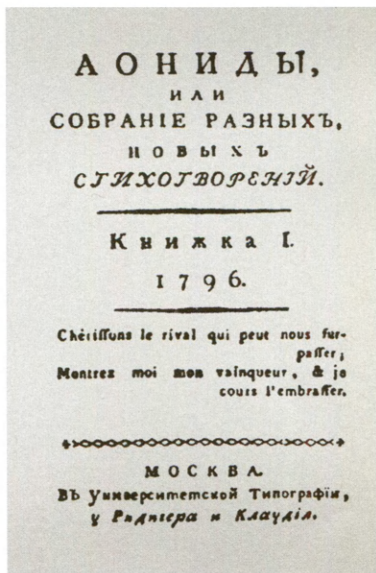 АОНИДЫ,
ИЛИ
СОБРАНІЕ РАЗНЫХЪ,
НОВЫХЪ
СТИХОТВОРЕНІЙ.
Книжка I.
1796.
Chériſſons le rival qui peut nous ſur-
paſſer;
Montrez moi mon vainqueur, & je
cours l'embraſſer.
МОСКВА.
Въ Университетской Типографіи,
у Ридигера и Клаудія.